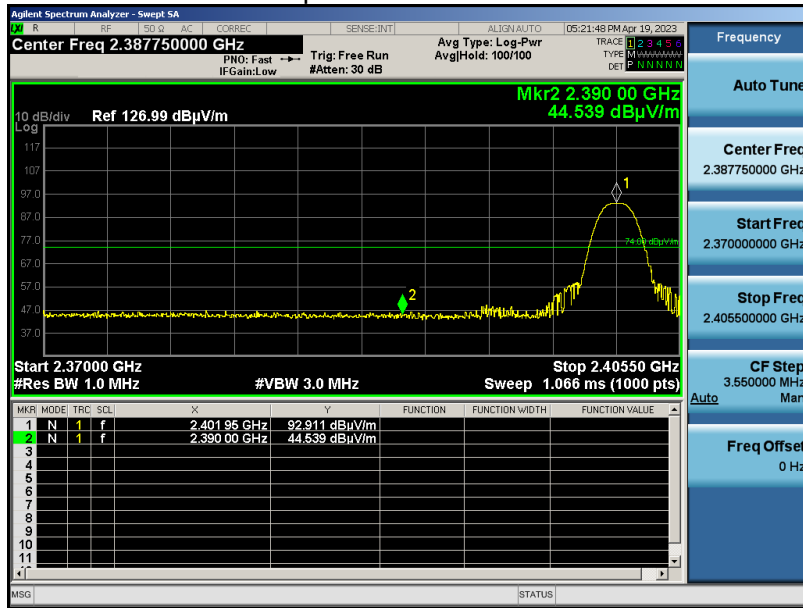 Agilent Spectrum Analyzer - Swept SA
LXI R RF 50 Ω AC CORREC SENSE:INT ALIGN AUTO 05:21:48 PM Apr 19, 2023
Center Freq 2.387750000 GHz
PNO: Fast
IFGain:Low
Trig: Free Run
#Atten: 30 dB
Avg Type: Log-Pwr
Avg|Hold: 100/100
TRACE 1 2 3 4 5 6
TYPE M
DET P N N N N N
Mkr2 2.390 00 GHz
44.539 dBµV/m
10 dB/div Ref 126.99 dBµV/m
Log
117
107
97.0
87.0
77.0
67.0
57.0
47.0
37.0
1
2
74.00 dBµV/m
Start 2.37000 GHz Stop 2.40550 GHz
#Res BW 1.0 MHz #VBW 3.0 MHz Sweep 1.066 ms (1000 pts)
MKR MODE TRC SCL X Y FUNCTION FUNCTION WIDTH FUNCTION VALUE
1 N 1 f 2.401 95 GHz 92.911 dBµV/m
2 N 1 f 2.390 00 GHz 44.539 dBµV/m
3
4
5
6
7
8
9
10
11
MSG STATUS
Frequency
Auto Tune
Center Freq
2.387750000 GHz
Start Freq
2.370000000 GHz
Stop Freq
2.405500000 GHz
CF Step
3.550000 MHz
Auto Man
Freq Offset
0 Hz